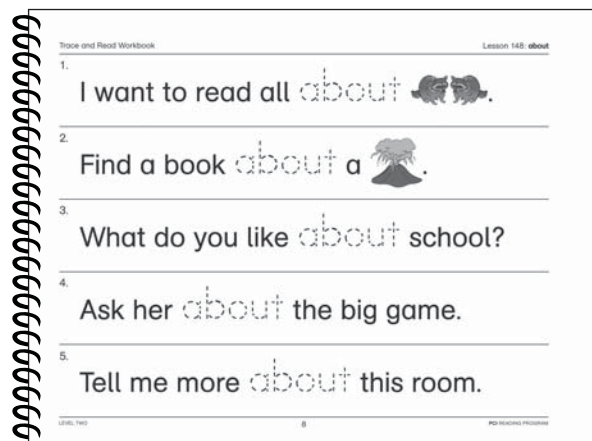 Trace and Read Workbook Lesson 148: about
1.
I want to read all about .
2.
Find a book about a .
3.
What do you like about school?
4.
Ask her about the big game.
5.
Tell me more about this room.
LEVEL TWO 8 PCI READING PROGRAM